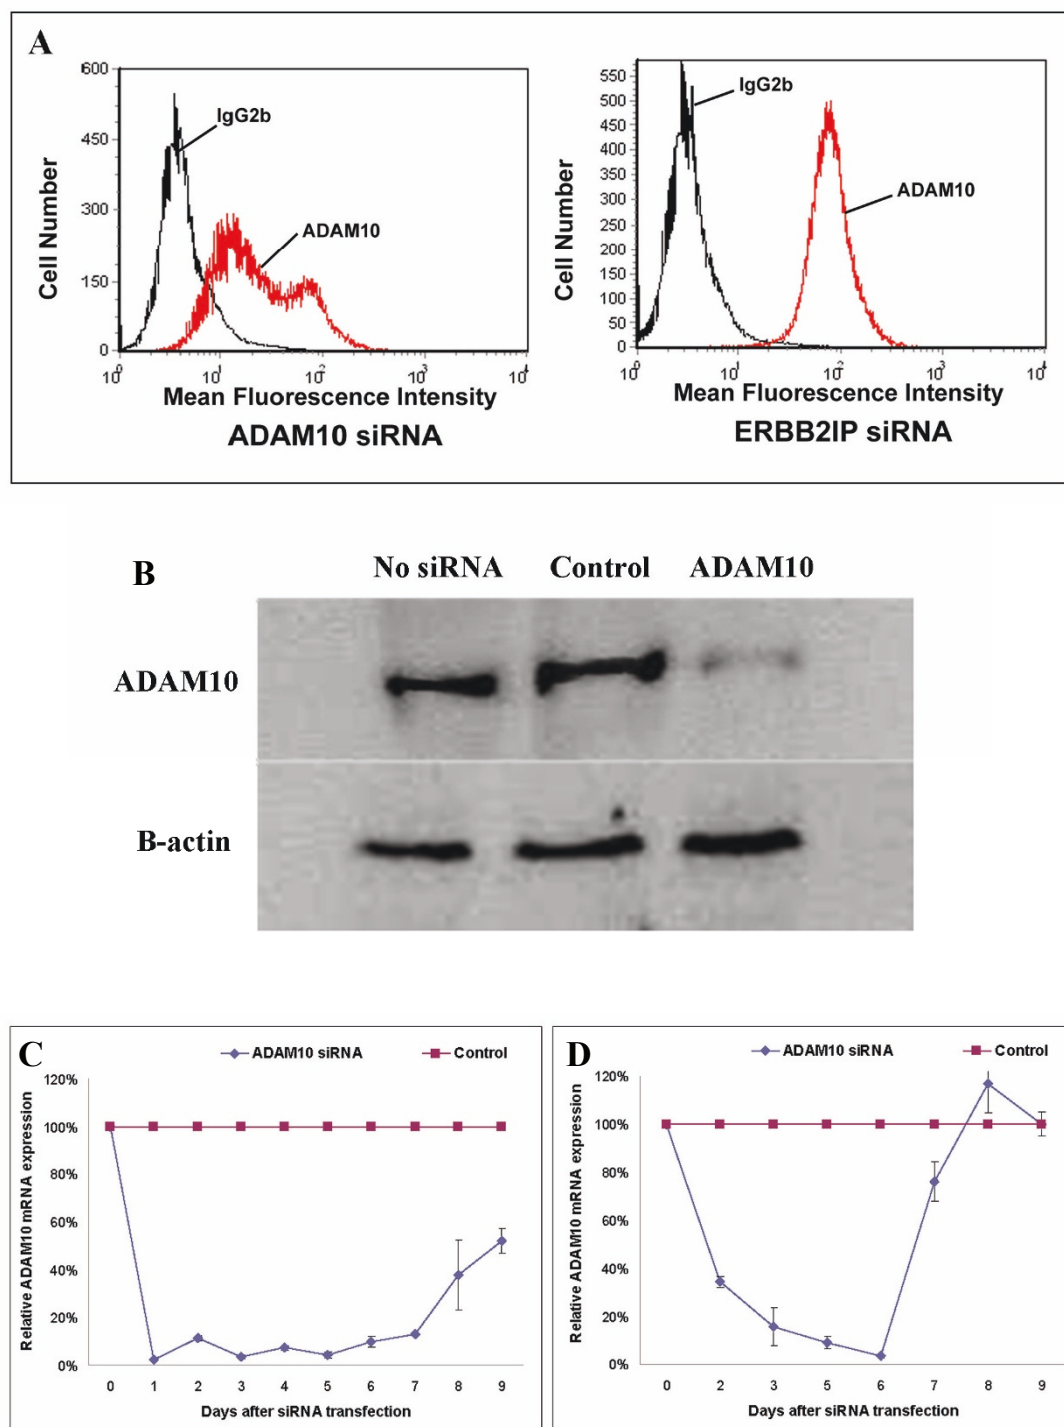 A
600
450
300
150
0
Cell Number
IgG2b
ADAM10
10⁰ 10¹ 10² 10³ 10⁴
Mean Fluorescence Intensity
ADAM10 siRNA
550
500
450
400
350
300
250
200
150
100
50
0
Cell Number
IgG2b
ADAM10
10⁰ 10¹ 10² 10³ 10⁴
Mean Fluorescence Intensity
ERBB2IP siRNA
B
No siRNA Control ADAM10
ADAM10
B-actin
C
ADAM10 siRNA Control
120%
100%
80%
60%
40%
20%
0%
Relative ADAM10 mRNA expression
0 1 2 3 4 5 6 7 8 9
Days after siRNA transfection
D
ADAM10 siRNA Control
120%
100%
80%
60%
40%
20%
0%
Relative ADAM10 mRNA expression
0 2 3 5 6 7 8 9
Days after siRNA transfection